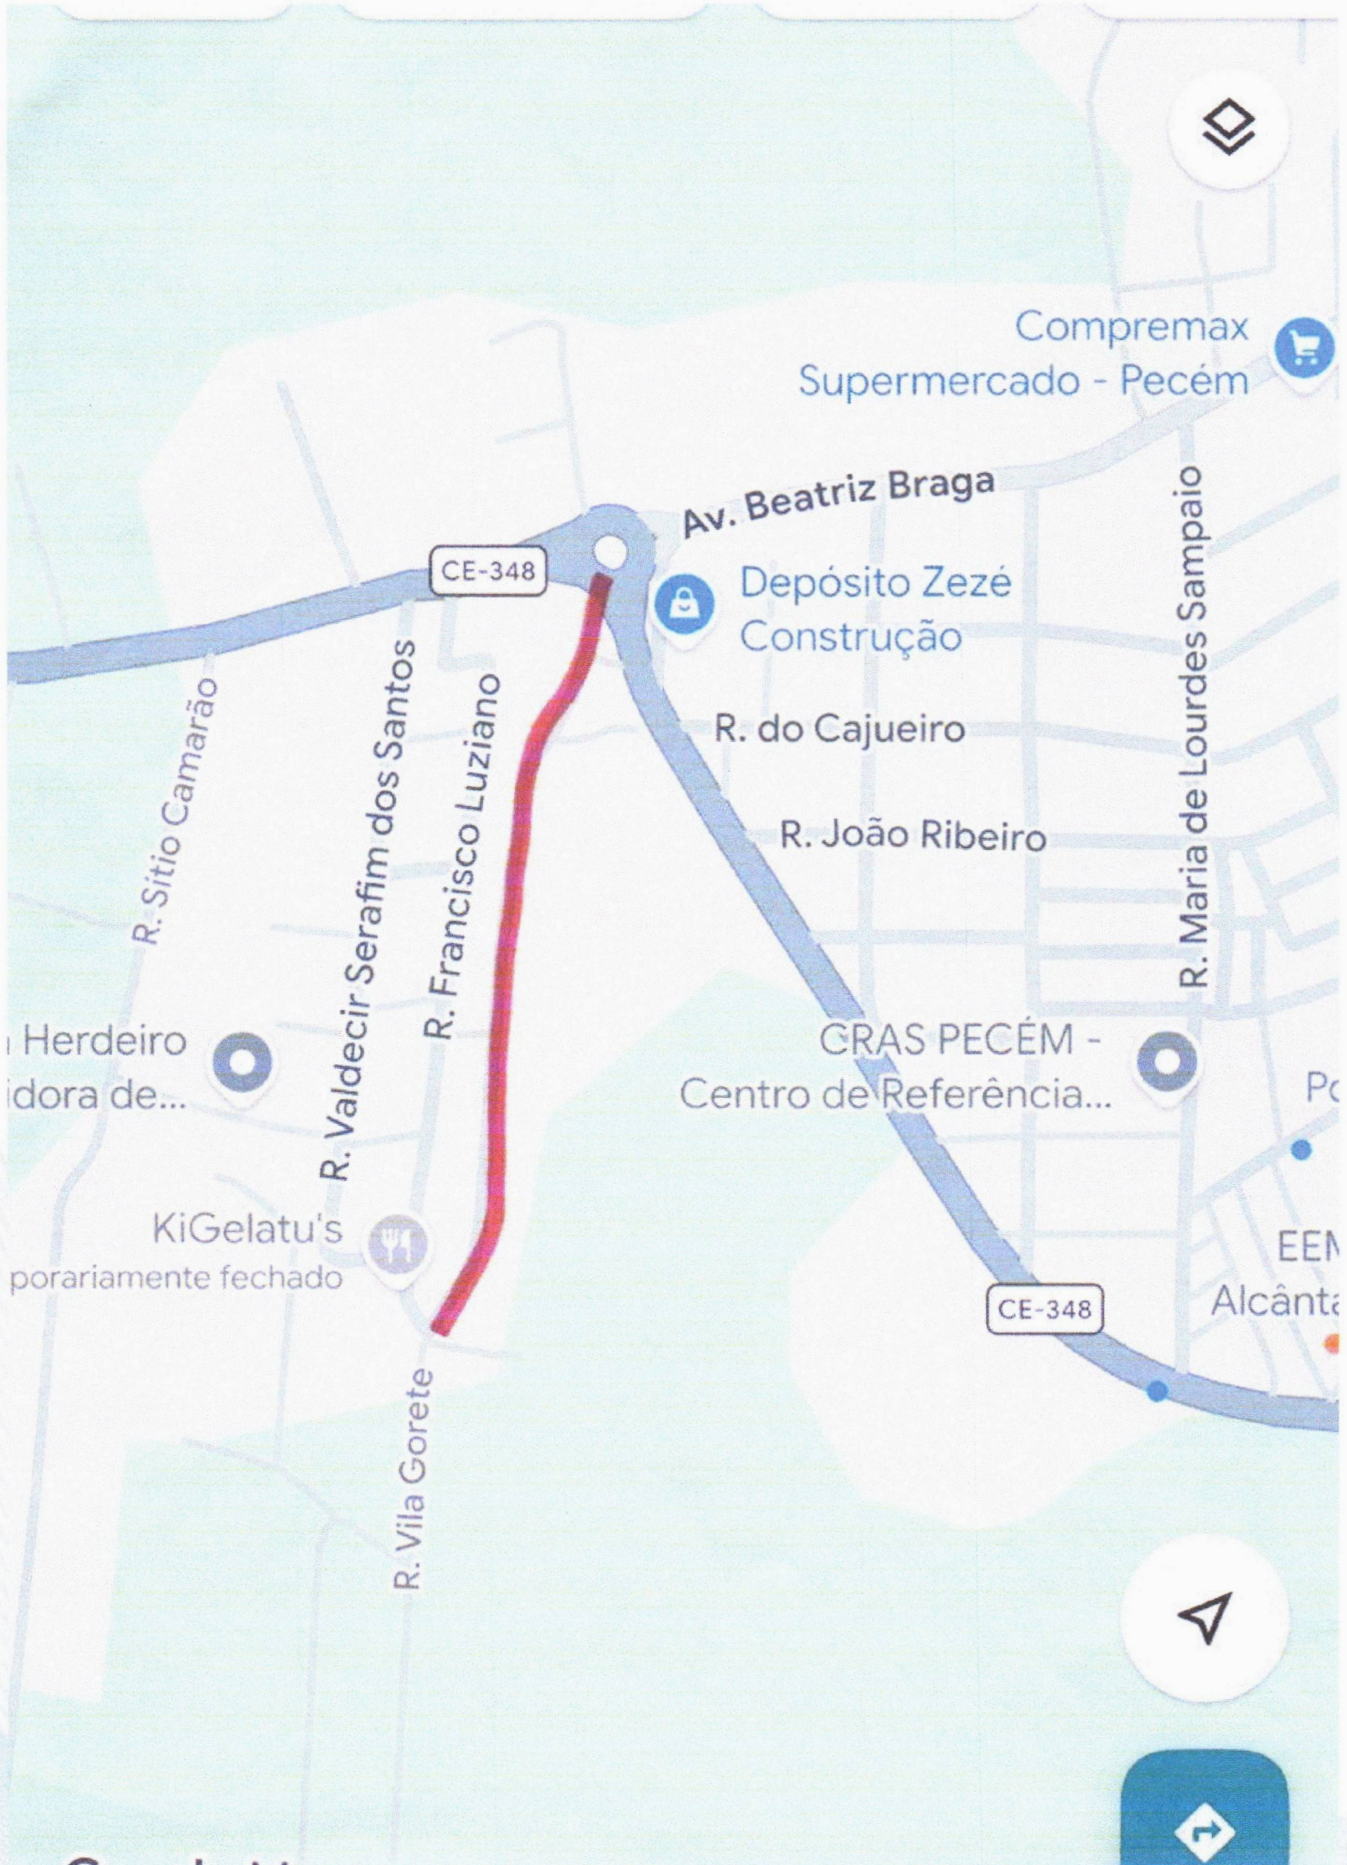 Compremax
Supermercado - Pecém
Av. Beatriz Braga
CE-348
Depósito Zezé
Construção
R. do Cajueiro
R. João Ribeiro
R. Maria de Lourdes Sampaio
R. Sítio Camarão
R. Valdecir Serafim dos Santos
R. Francisco Luziano
Herdeiro
idora de...
CRAS PECÉM -
Centro de Referência...
KiGelatu's
porariamente fechado
CE-348
Alcânta
R. Vila Gorete